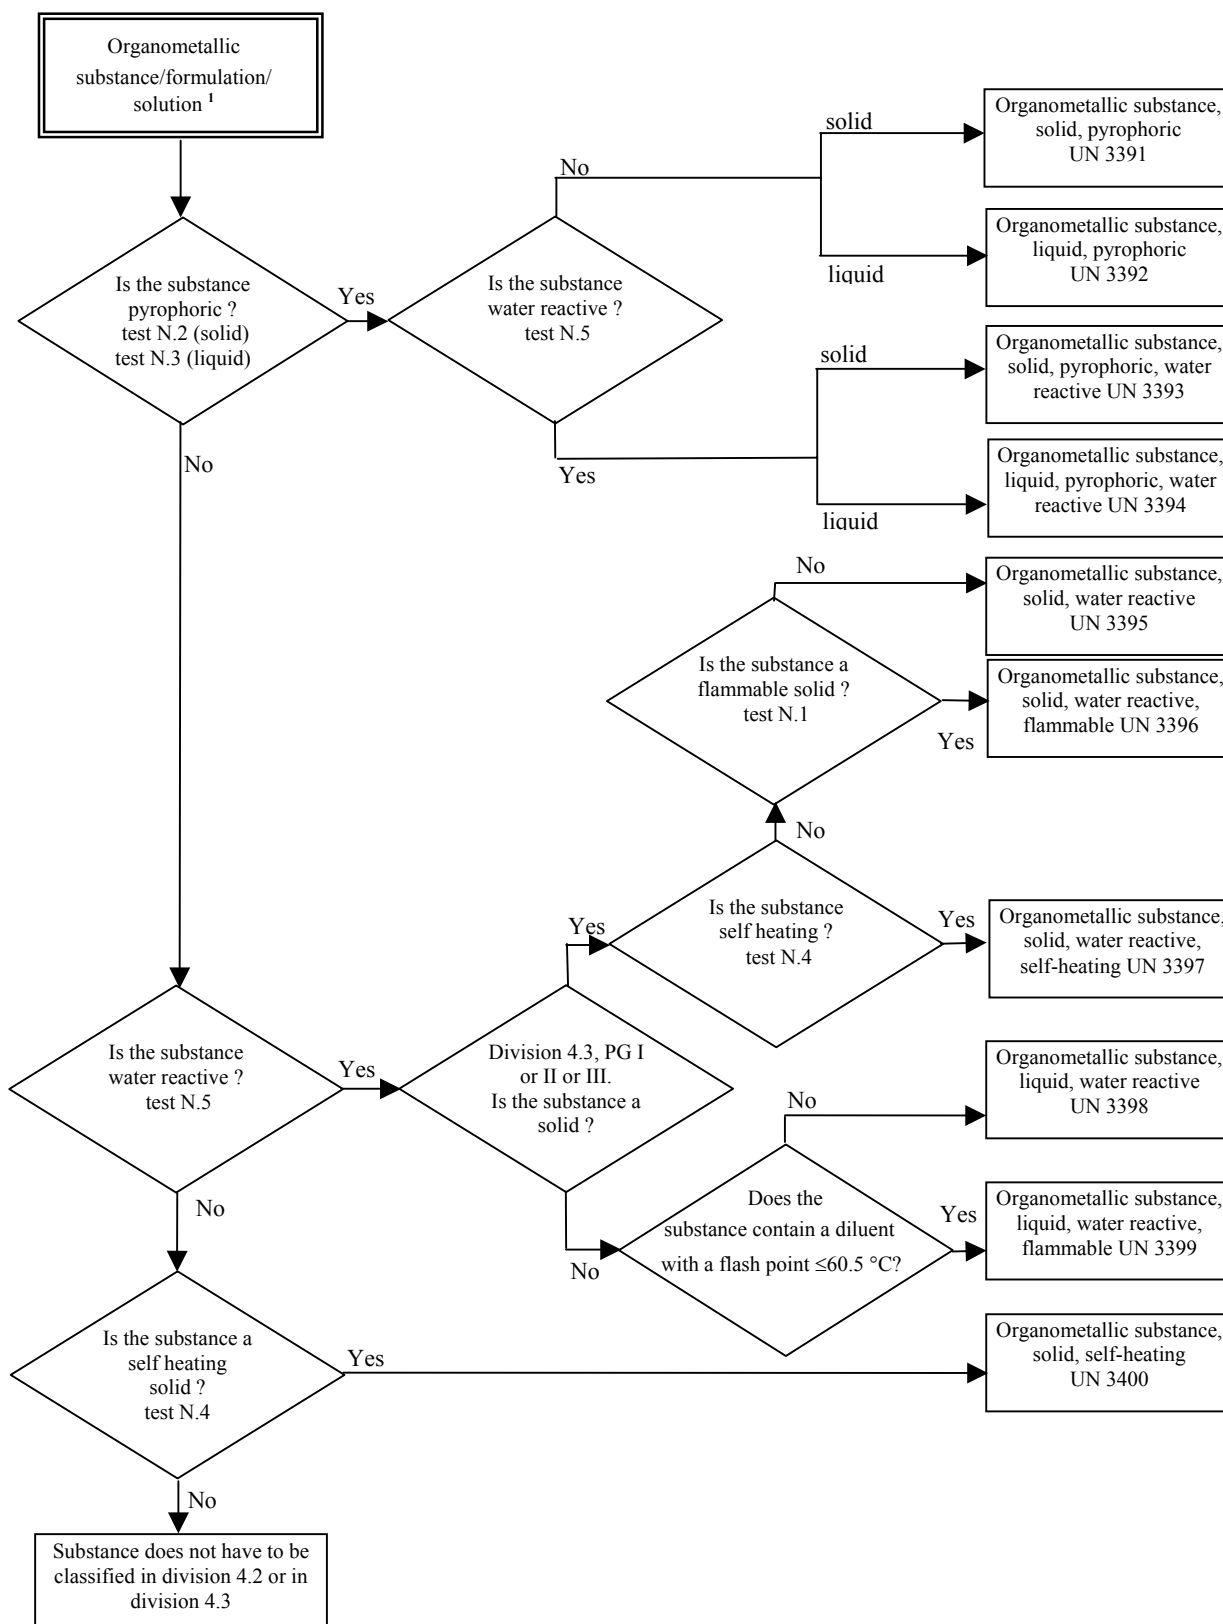 Organometallic
substance/formulation/
solution 1
Is the substance
pyrophoric ?
test N.2 (solid)
test N.3 (liquid)
Yes
No
Is the substance
water reactive ?
test N.5
No
solid
Organometallic substance,
solid, pyrophoric
UN 3391
liquid
Organometallic substance,
liquid, pyrophoric
UN 3392
Yes
solid
Organometallic substance,
solid, pyrophoric, water
reactive UN 3393
liquid
Organometallic substance,
liquid, pyrophoric, water
reactive UN 3394
No
Organometallic substance,
solid, water reactive
UN 3395
Is the substance a
flammable solid ?
test N.1
Yes
Organometallic substance,
solid, water reactive,
flammable UN 3396
No
Is the substance
self heating ?
test N.4
Yes
Organometallic substance,
solid, water reactive,
self-heating UN 3397
Yes
Is the substance
water reactive ?
test N.5
Yes
Division 4.3, PG I
or II or III.
Is the substance a
solid ?
No
Organometallic substance,
liquid, water reactive
UN 3398
No
No
Does the
substance contain a diluent
with a flash point ≤60.5 °C?
Yes
Organometallic substance,
liquid, water reactive,
flammable UN 3399
Is the substance a
self heating
solid ?
test N.4
Yes
Organometallic substance,
solid, self-heating
UN 3400
No
Substance does not have to be
classified in division 4.2 or in
division 4.3